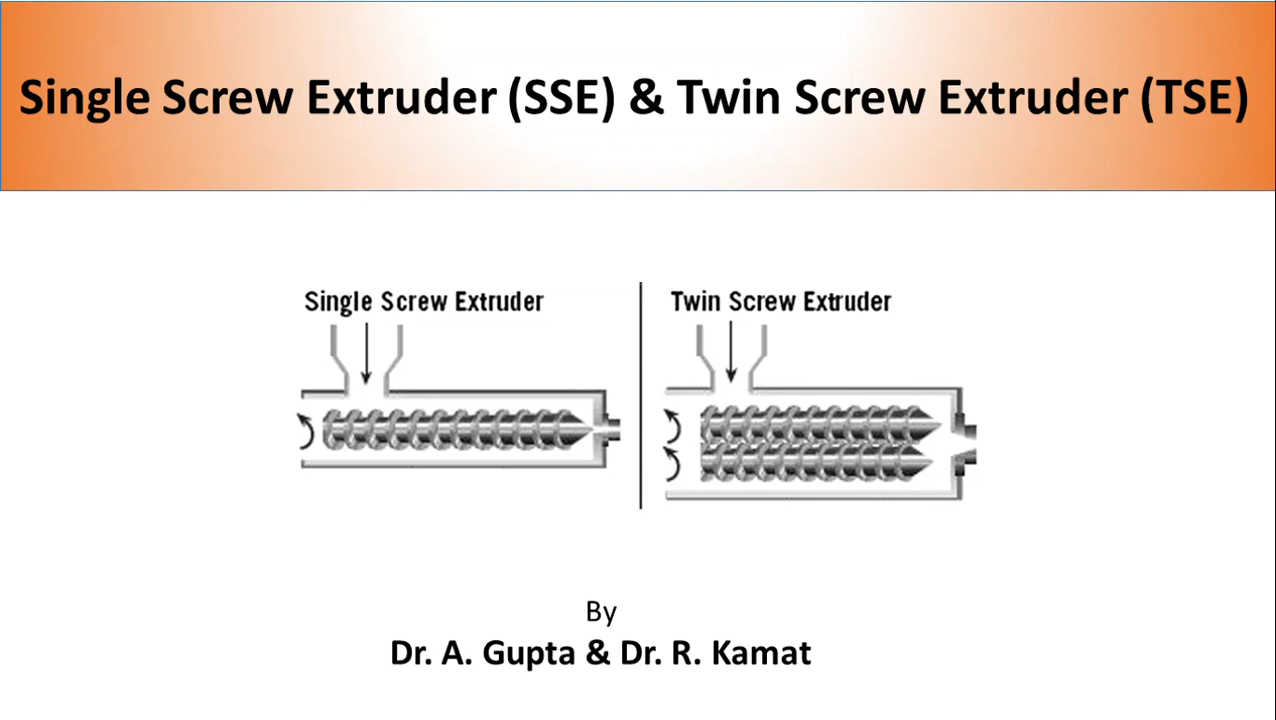 Single Screw Extruder (SSE) & Twin Screw Extruder (TSE)
Single Screw Extruder
Twin Screw Extruder
By
Dr. A. Gupta & Dr. R. Kamat